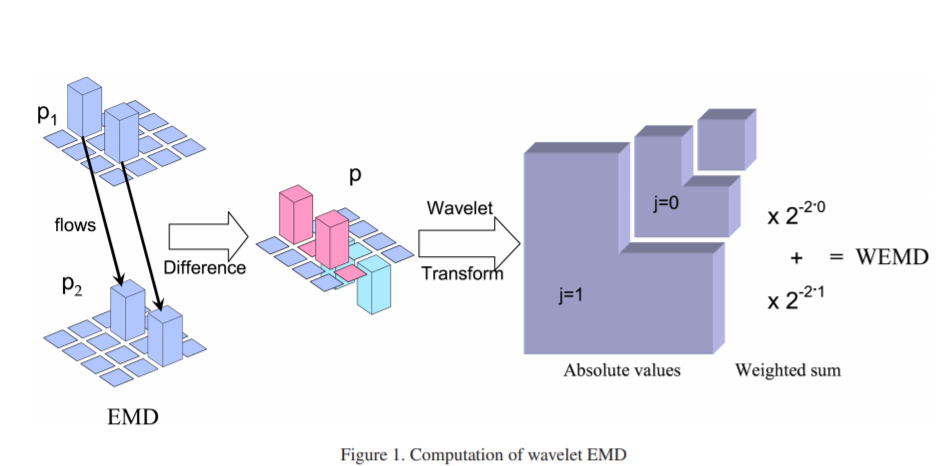 p1
flows
p2
EMD
Difference
p
Wavelet
Transform
j=0
j=1
Absolute values
x 2^-2·0
+
x 2^-2·1
= WEMD
Weighted sum
Figure 1. Computation of wavelet EMD